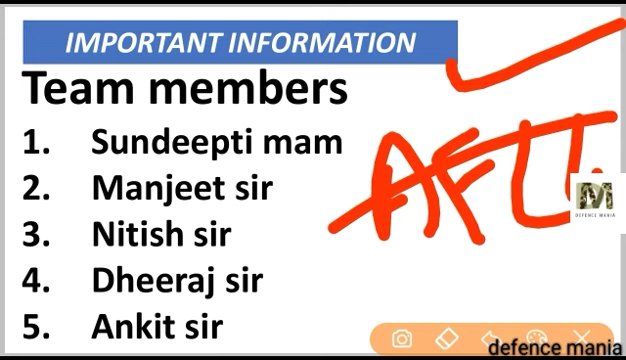 IMPORTANT INFORMATION
Team members
1. Sundeepti mam
2. Manjeet sir
3. Nitish sir
4. Dheeraj sir
5. Ankit sir
DEFENCE MANIA
defence mania